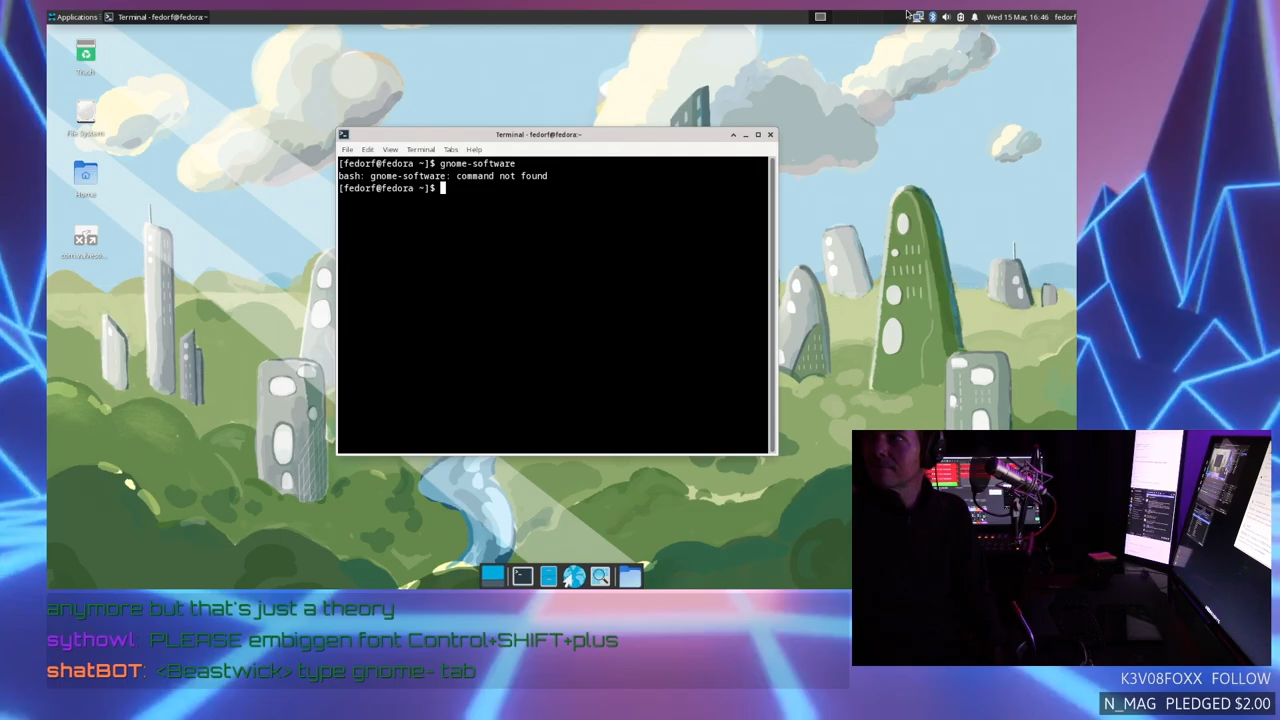 Applications Terminal - fedorf@fedora:~
Wed 15 Mar, 16:46 fedorf
Trash
File System
Home
com.valveso...
Terminal - fedorf@fedora:~
File Edit View Terminal Tabs Help
[fedorf@fedora ~]$ gnome-software
bash: gnome-software: command not found
[fedorf@fedora ~]$
anymore but that's just a theory
sythowl: PLEASE embiggen font Control+SHIFT+plus
shatBOT: <Beastwick> type gnome- tab
K3V08FOXX FOLLOW
N_MAG PLEDGED $2.00